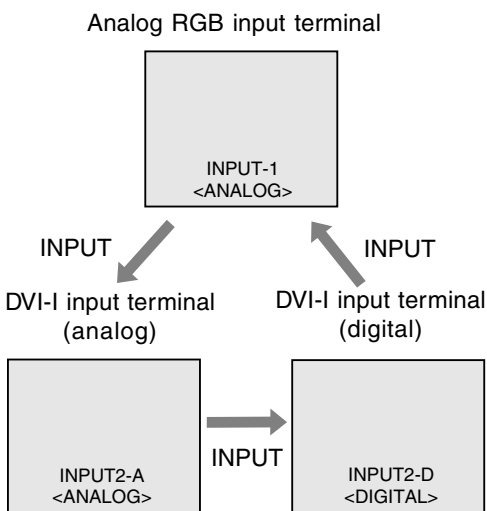 Analog RGB input terminal
INPUT-1
<ANALOG>
INPUT
INPUT
DVI-I input terminal
(analog)
DVI-I input terminal
(digital)
INPUT
INPUT2-A
<ANALOG>
INPUT2-D
<DIGITAL>